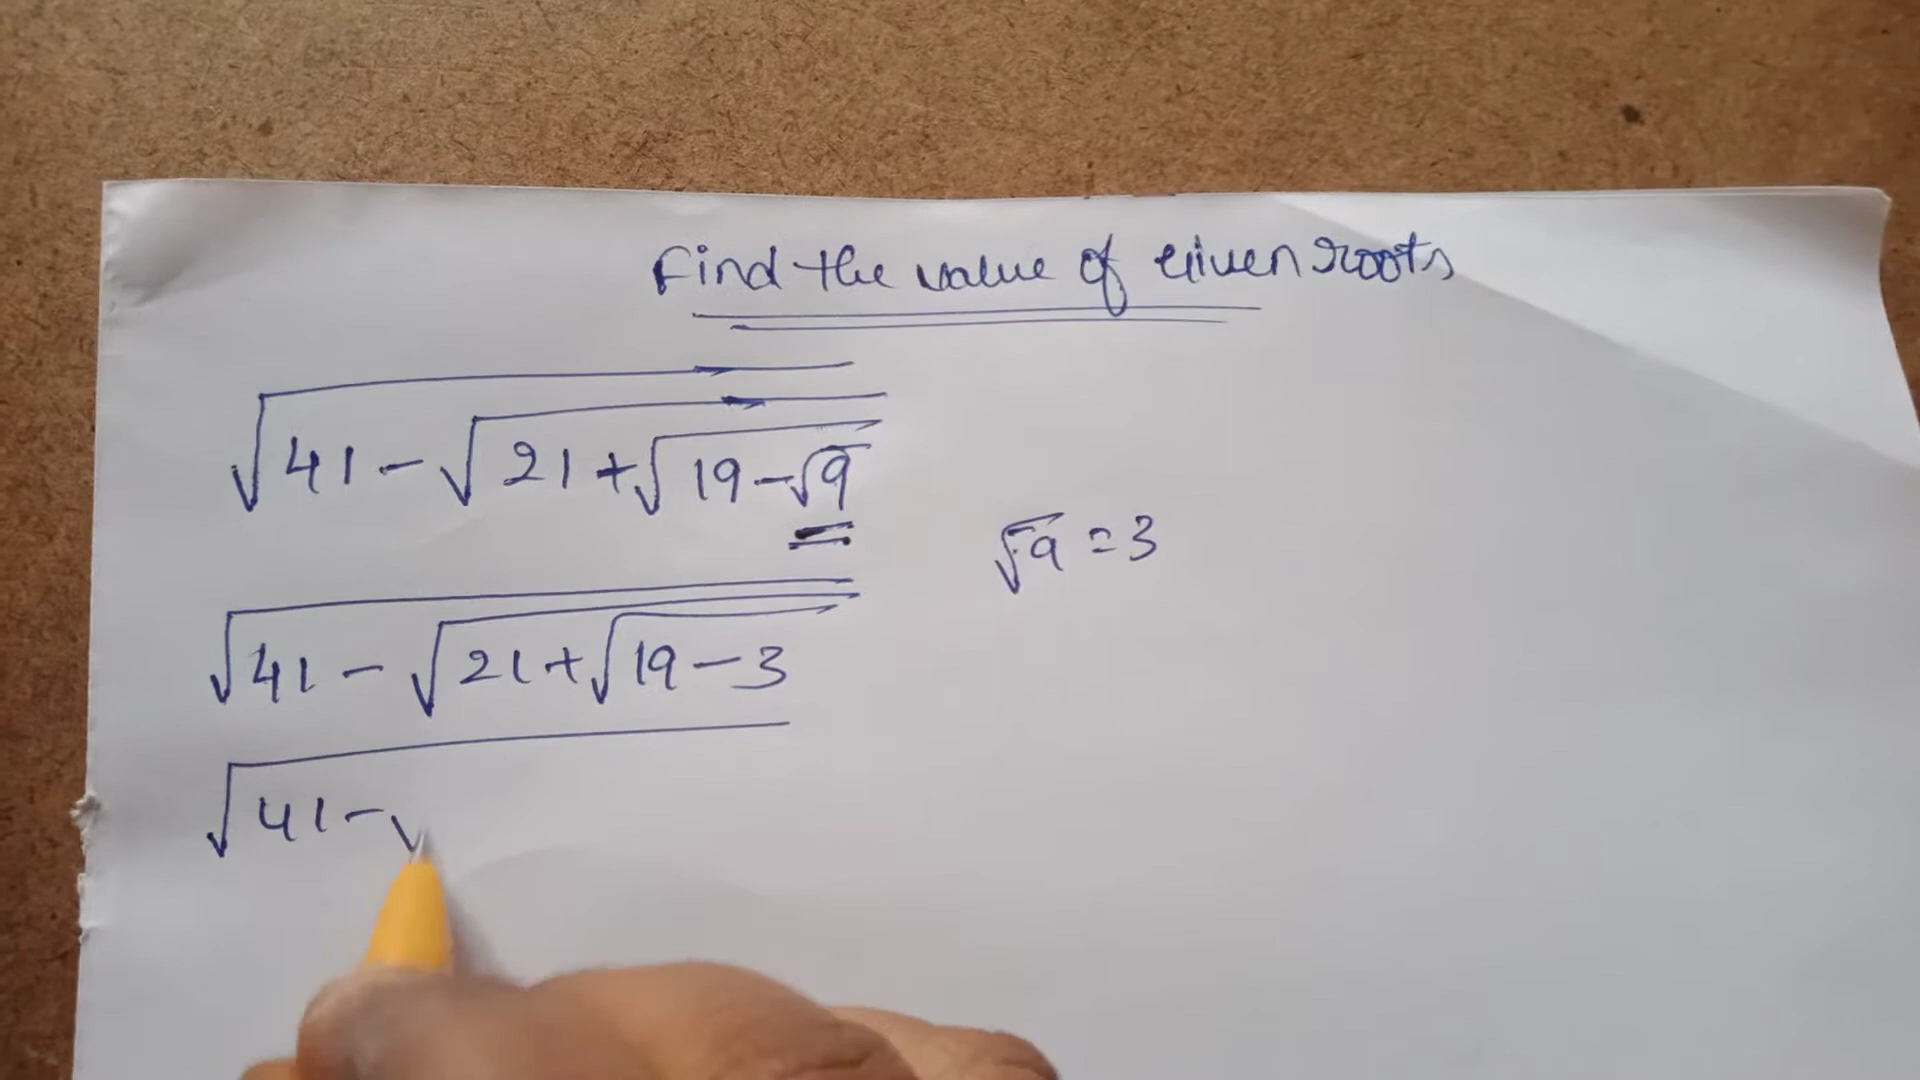 Find the value of Given roots
√41-√21+√19-√9
√9=3
√41-√21+√19-3
√41-√